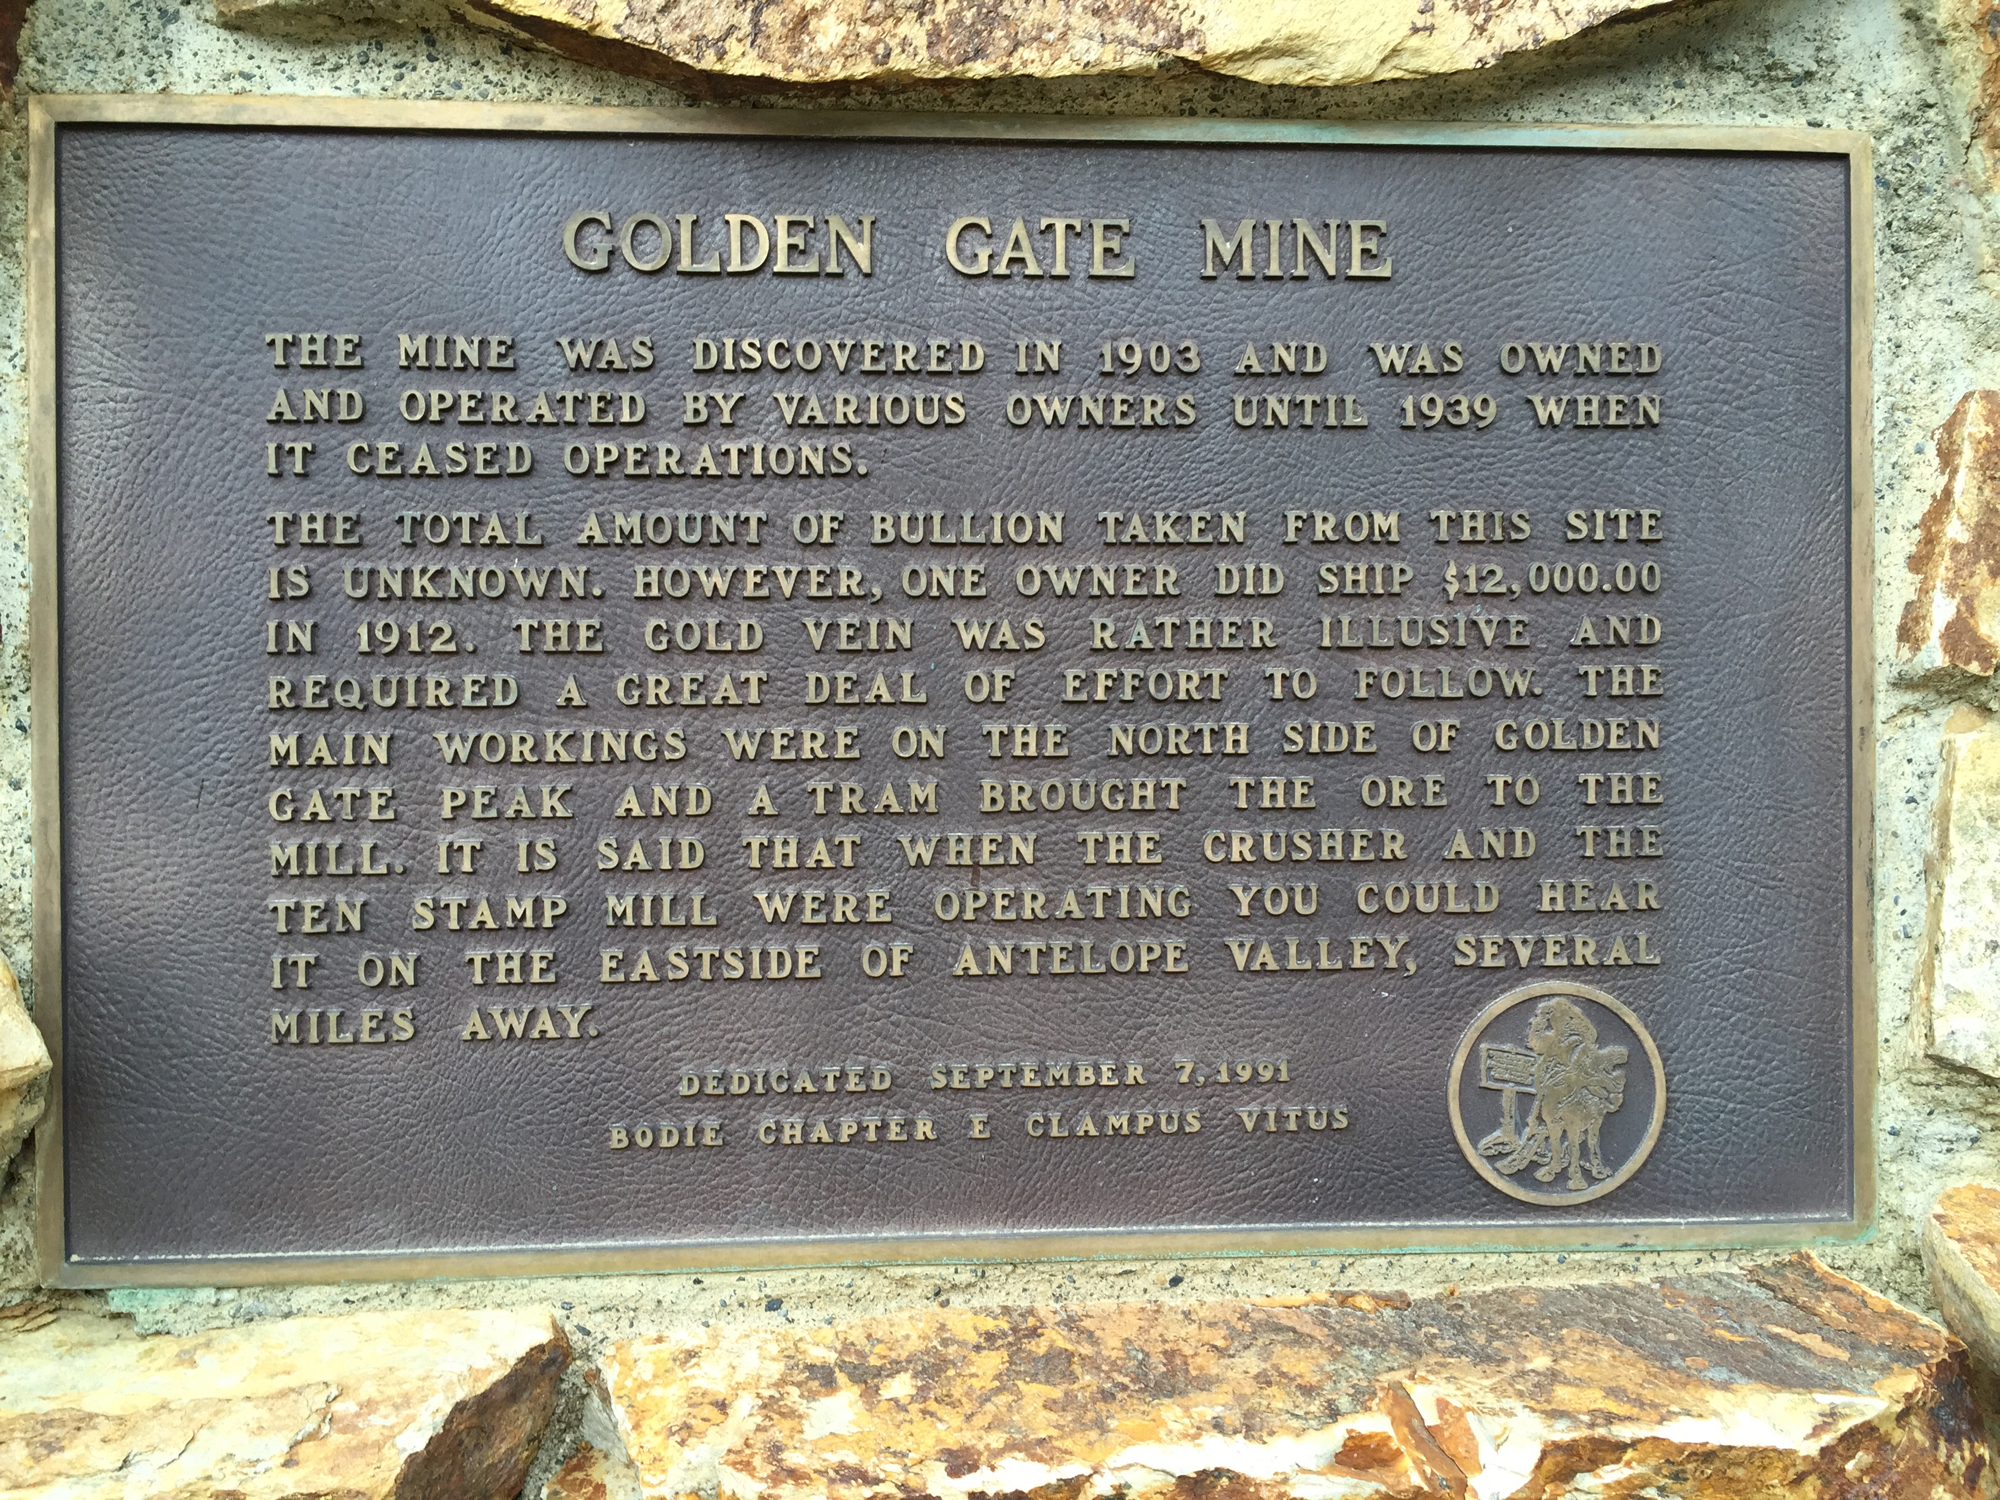 GOLDEN GATE MINE
THE MINE WAS DISCOVERED IN 1903 AND WAS OWNED
AND OPERATED BY VARIOUS OWNERS UNTIL 1939 WHEN
IT CEASED OPERATIONS.
THE TOTAL AMOUNT OF BULLION TAKEN FROM THIS SITE
IS UNKNOWN. HOWEVER, ONE OWNER DID SHIP $12,000.00
IN 1912. THE GOLD VEIN WAS RATHER ILLUSIVE AND
REQUIRED A GREAT DEAL OF EFFORT TO FOLLOW. THE
MAIN WORKINGS WERE ON THE NORTH SIDE OF GOLDEN
GATE PEAK AND A TRAM BROUGHT THE ORE TO THE
MILL. IT IS SAID THAT WHEN THE CRUSHER AND THE
TEN STAMP MILL WERE OPERATING YOU COULD HEAR
IT ON THE EASTSIDE OF ANTELOPE VALLEY, SEVERAL
MILES AWAY.
DEDICATED SEPTEMBER 7, 1991
BODIE CHAPTER E CLAMPUS VITUS